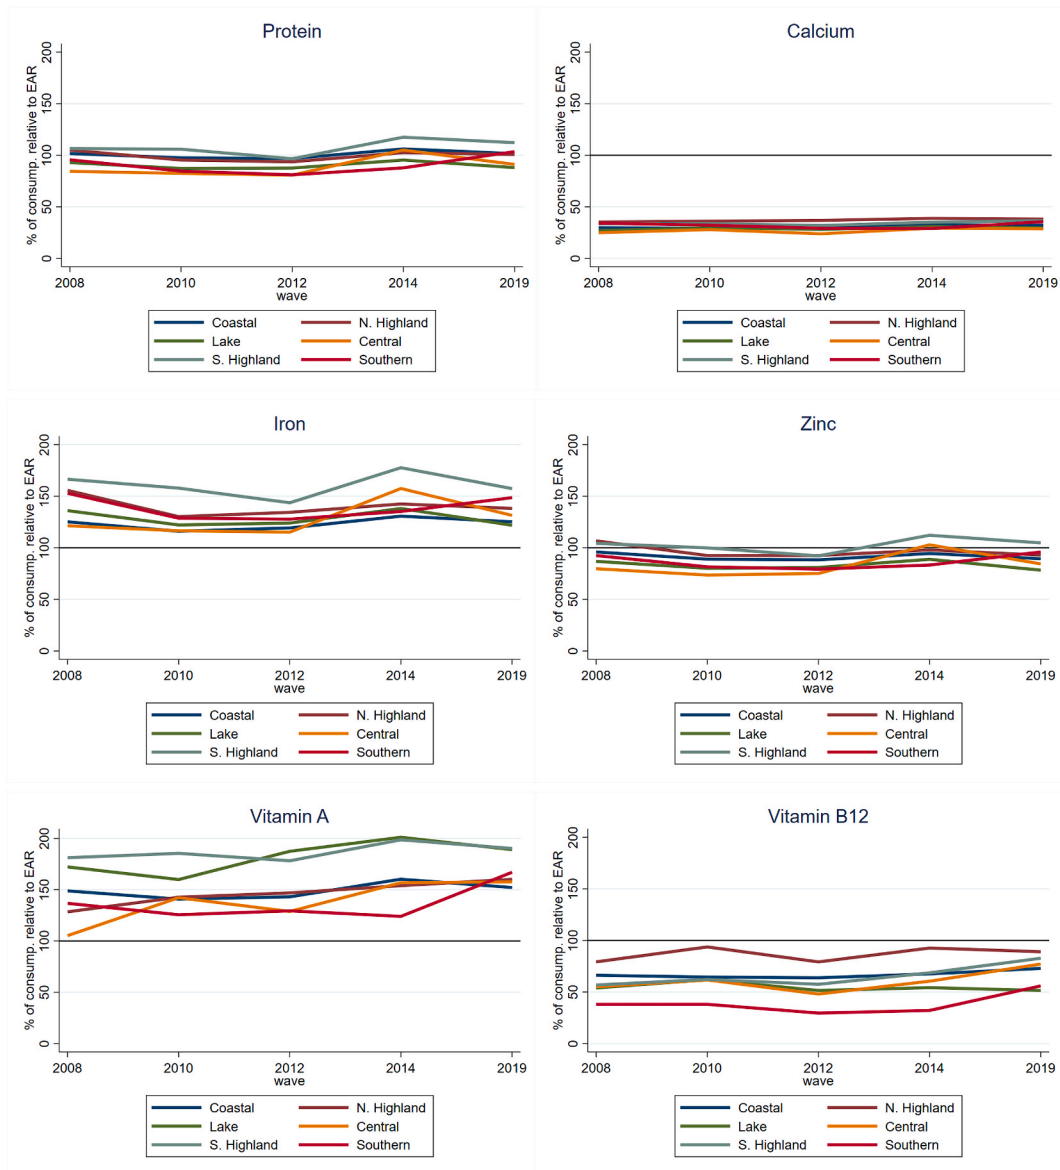 Protein
% of consump. relative to EAR
200
150
100
50
0
2008 2010 2012 2014 2019
wave
Coastal N. Highland
Lake Central
S. Highland Southern
Calcium
% of consump. relative to EAR
200
150
100
50
0
2008 2010 2012 2014 2019
wave
Coastal N. Highland
Lake Central
S. Highland Southern
Iron
% of consump. relative to EAR
200
150
100
50
0
2008 2010 2012 2014 2019
wave
Coastal N. Highland
Lake Central
S. Highland Southern
Zinc
% of consump. relative to EAR
200
150
100
50
0
2008 2010 2012 2014 2019
wave
Coastal N. Highland
Lake Central
S. Highland Southern
Vitamin A
% of consump. relative to EAR
200
150
100
50
0
2008 2010 2012 2014 2019
wave
Coastal N. Highland
Lake Central
S. Highland Southern
Vitamin B12
% of consump. relative to EAR
200
150
100
50
0
2008 2010 2012 2014 2019
wave
Coastal N. Highland
Lake Central
S. Highland Southern